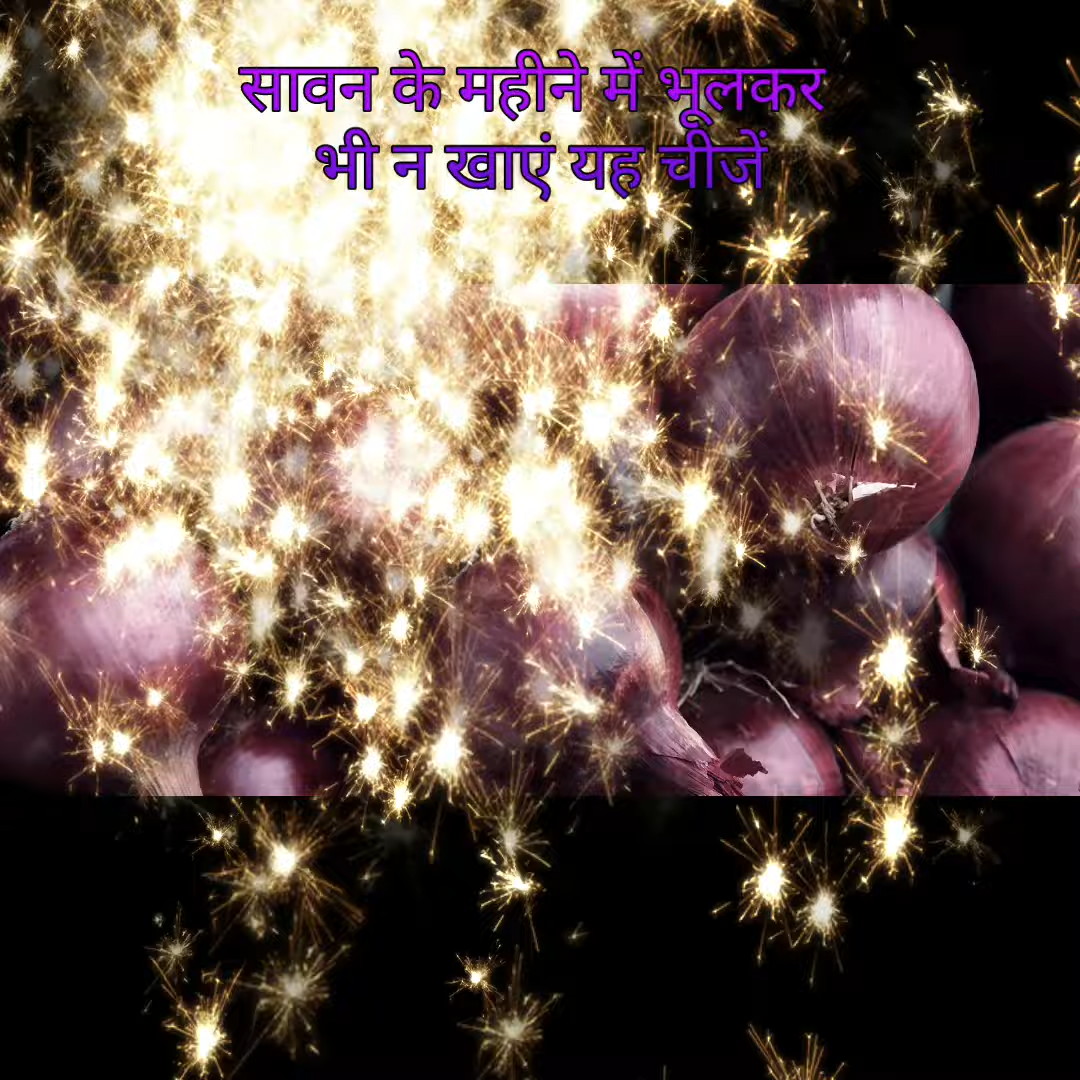 सावन के महीने में भूलकर
भी न खाएं यह चीजें